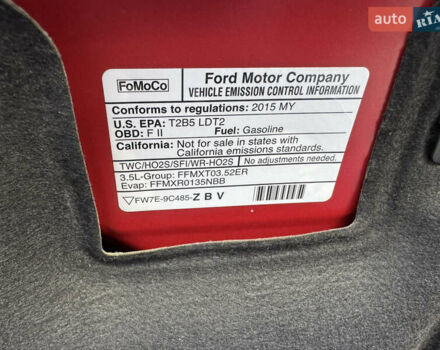 auto RIA
FoMoCo
Ford Motor Company
VEHICLE EMISSION CONTROL INFORMATION
Conforms to regulations: 2015 MY
U.S. EPA: T2B5 LDT2
OBD: F II Fuel: Gasoline
California: Not for sale in states with
California emissions standards.
TWC/HO2S/SFI/WR-HO2S No adjustments needed.
3.5L-Group: FFMXT03.52ER
Evap: FFMXR0135NBB
FW7E-9C485-Z B V